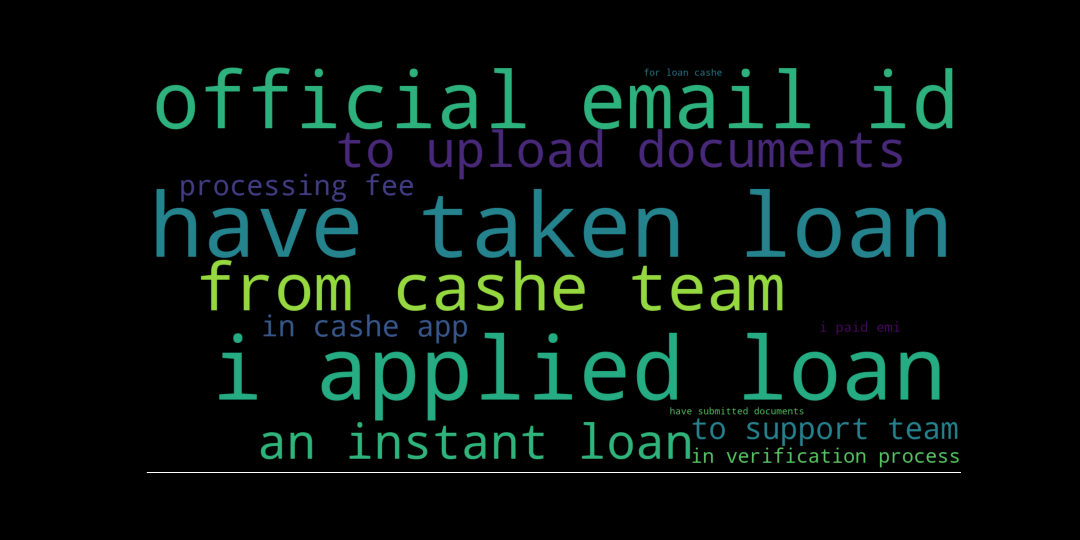 for loan cashe
official email id
to upload documents
processing fee
have taken loan
from cashe team
in cashe app
i paid emi
i applied loan
have submitted documents
an instant loan
to support team
in verification process